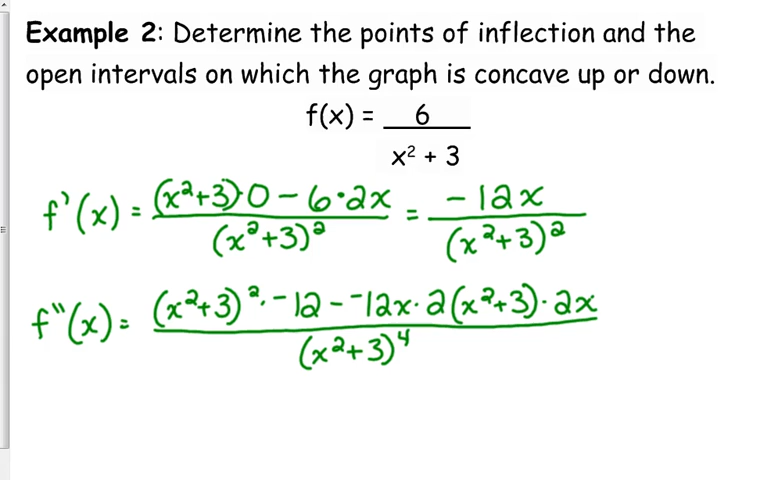 Example 2: Determine the points of inflection and the
open intervals on which the graph is concave up or down.
f(x) = 6 / x² + 3
f'(x) = (x²+3)·0 − 6·2x / (x²+3)² = −12x / (x²+3)²
f"(x) = (x²+3)²·−12 − −12x·2(x²+3)·2x / (x²+3)⁴